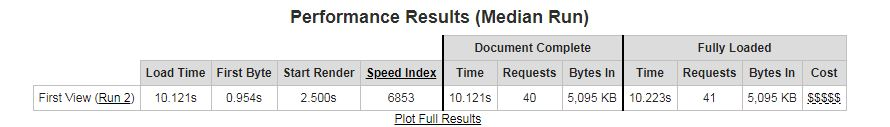 Performance Results (Median Run)
Document Complete Fully Loaded
Load Time First Byte Start Render Speed Index Time Requests Bytes In Time Requests Bytes In Cost
First View (Run 2) 10.121s 0.954s 2.500s 6853 10.121s 40 5,095 KB 10.223s 41 5,095 KB $$$$$
Plot Full Results